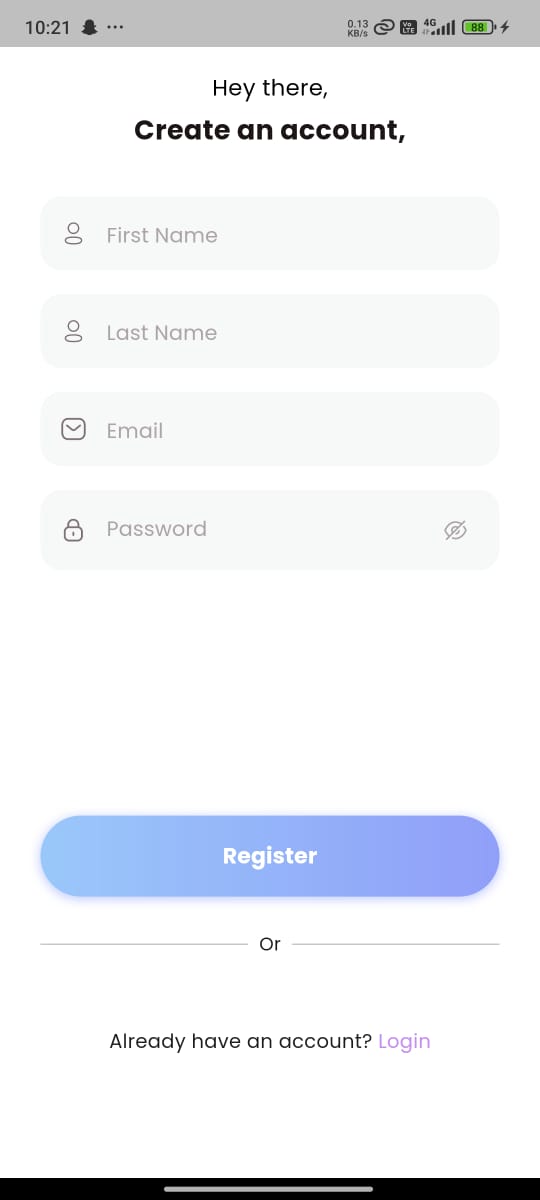 10:21
0.13
KB/s
Vo
LTE
4G
88
Hey there,
Create an account,
First Name
Last Name
Email
Password
Register
Or
Already have an account? Login